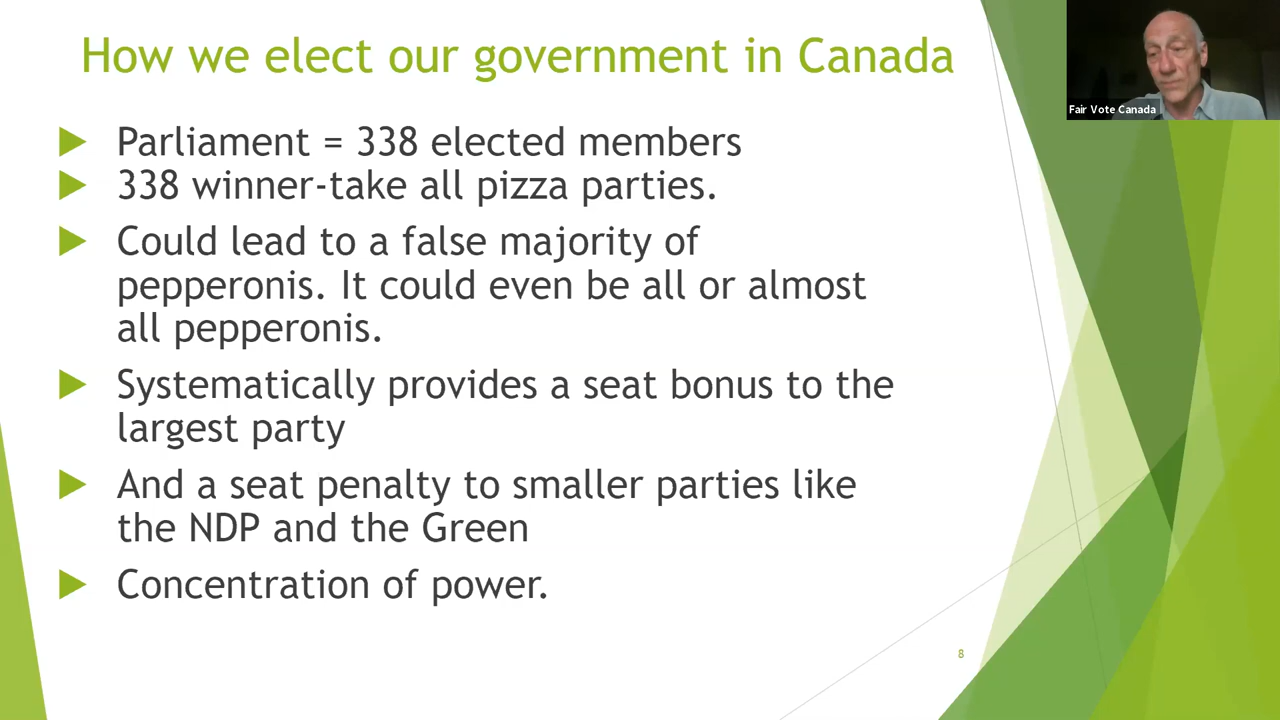 How we elect our government in Canada
Fair Vote Canada
Parliament = 338 elected members
338 winner-take all pizza parties.
Could lead to a false majority of
pepperonis. It could even be all or almost
all pepperonis.
Systematically provides a seat bonus to the
largest party
And a seat penalty to smaller parties like
the NDP and the Green
Concentration of power.
8